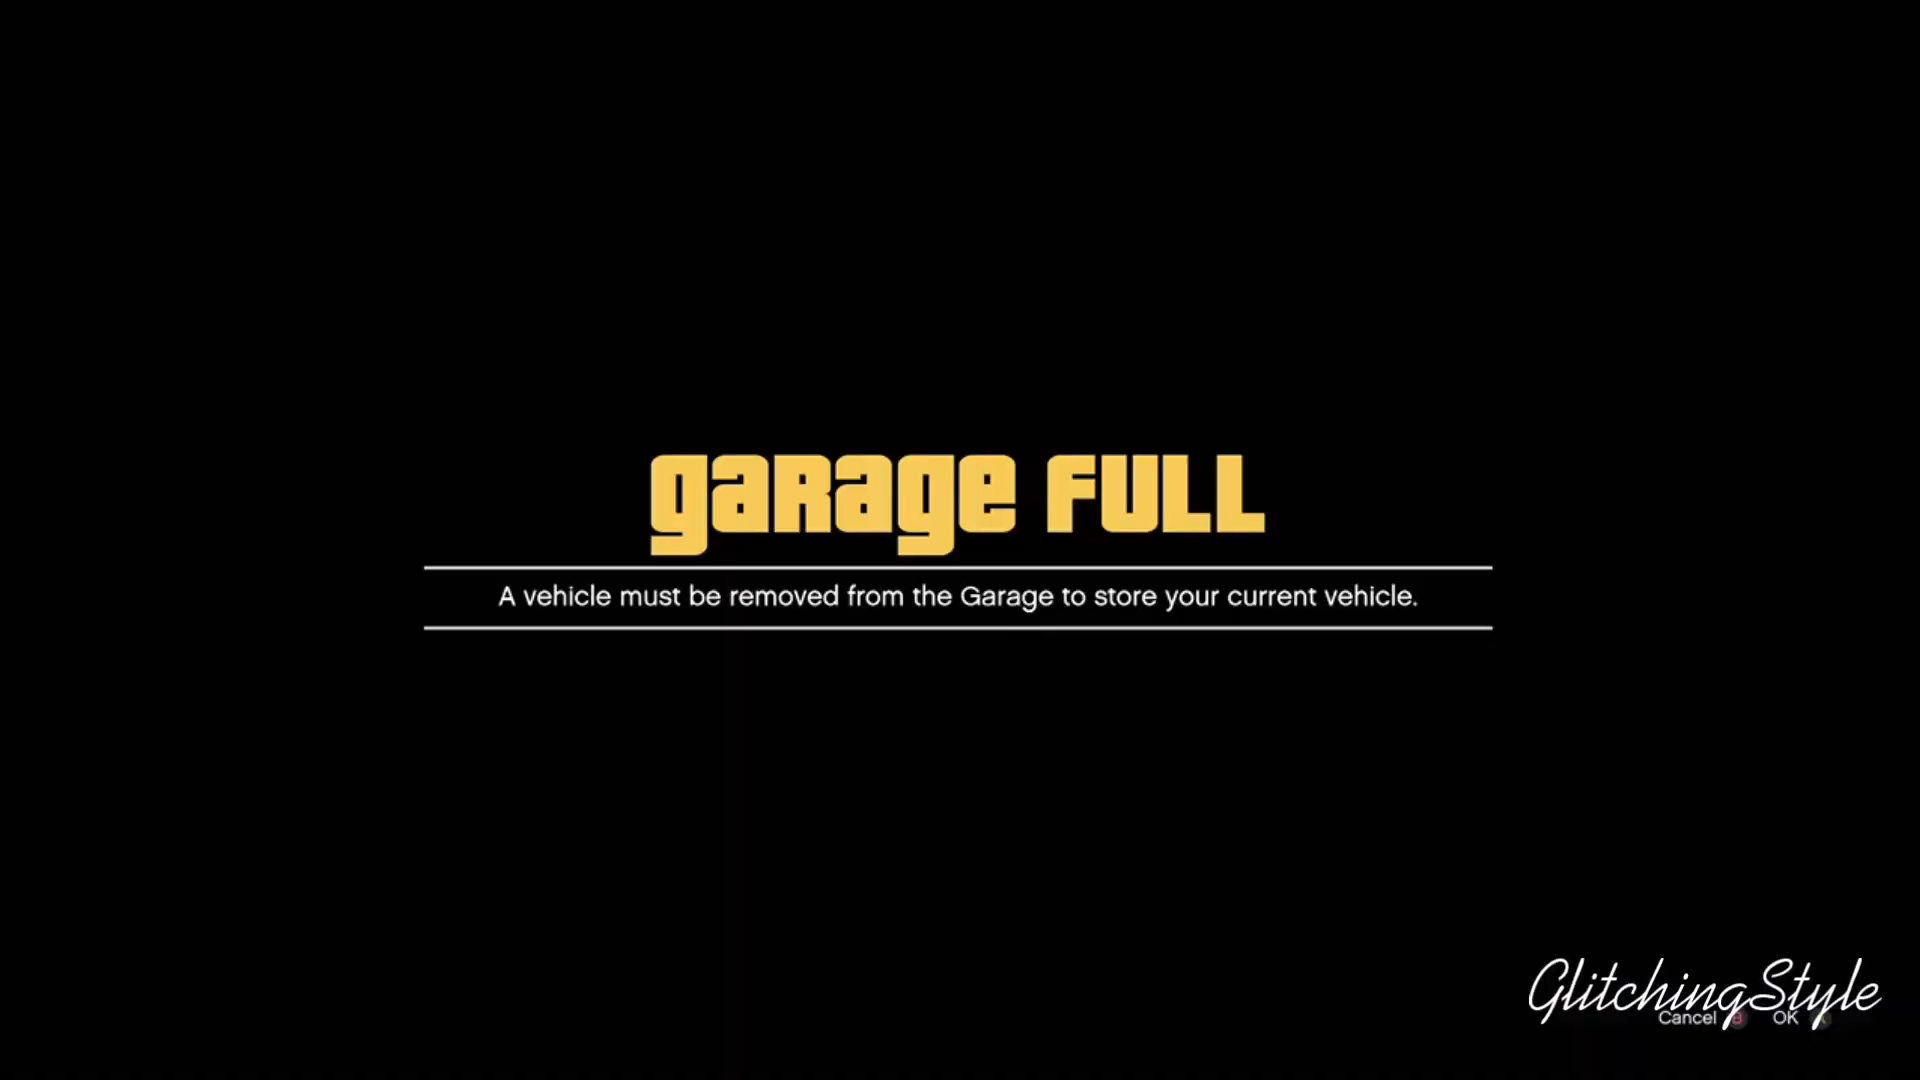 garage FULL
A vehicle must be removed from the Garage to store your current vehicle.
GlitchingStyle
Cancel B OK A